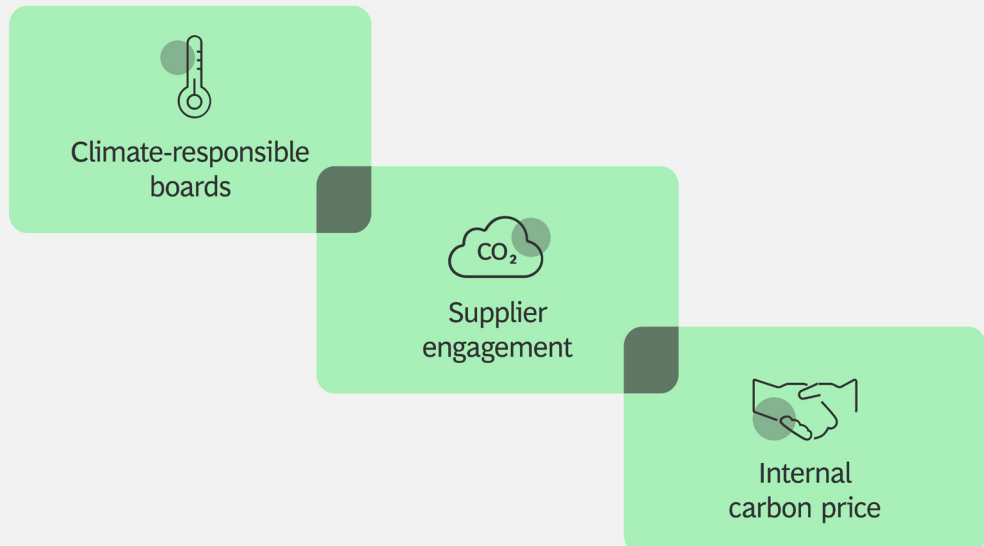 Climate-responsible
boards
CO₂
Supplier
engagement
Internal
carbon price